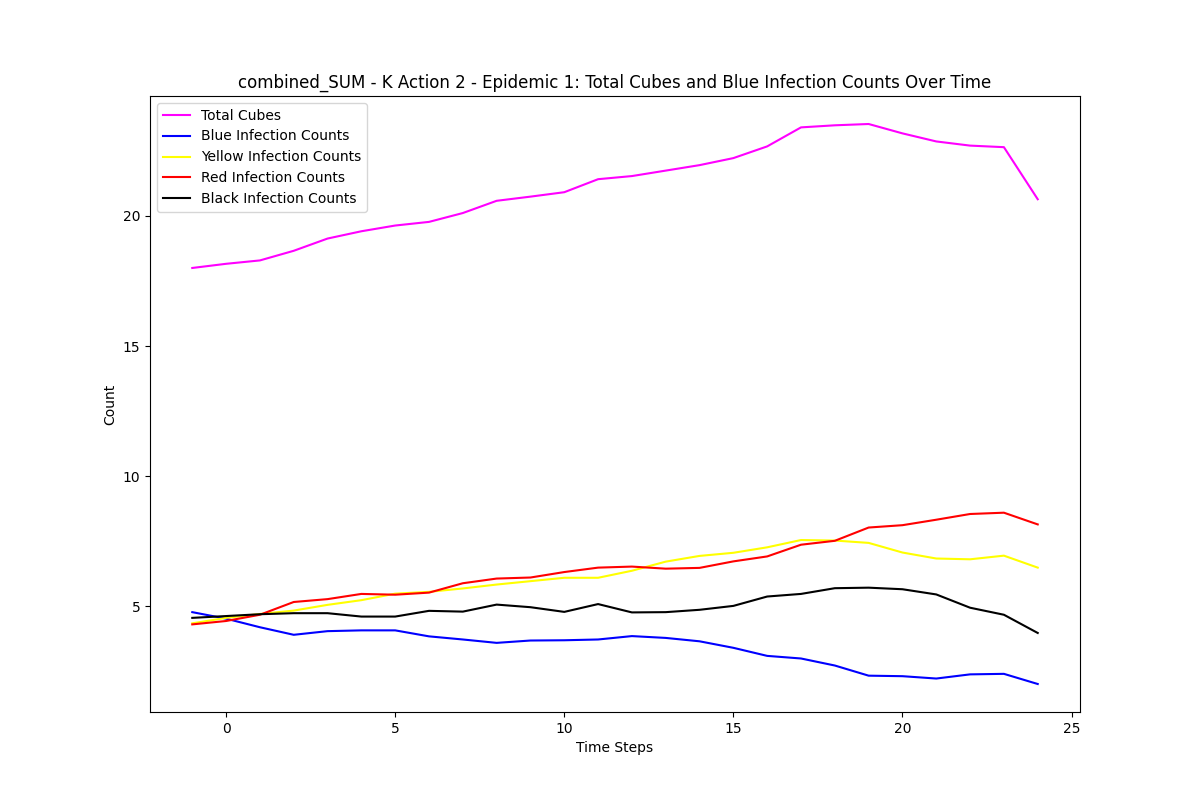 combined_SUM - K Action 2 - Epidemic 1: Total Cubes and Blue Infection Counts Over Time
Total Cubes
Blue Infection Counts
Yellow Infection Counts
Red Infection Counts
Black Infection Counts
20
15
10
5
Count
0
5
10
15
20
25
Time Steps